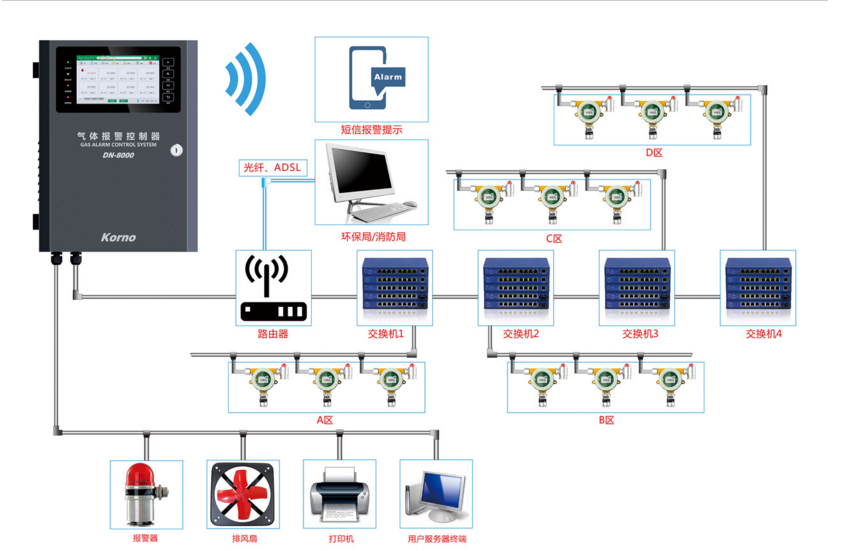 气体报警控制器
GAS ALARM CONTROL SYSTEM
DN-8000
Korno
Alarm
短信报警提示
光纤、ADSL
环保局/消防局
D区
C区
路由器
交换机1
交换机2
交换机3
交换机4
A区
B区
报警器
排风扇
打印机
用户服务器终端